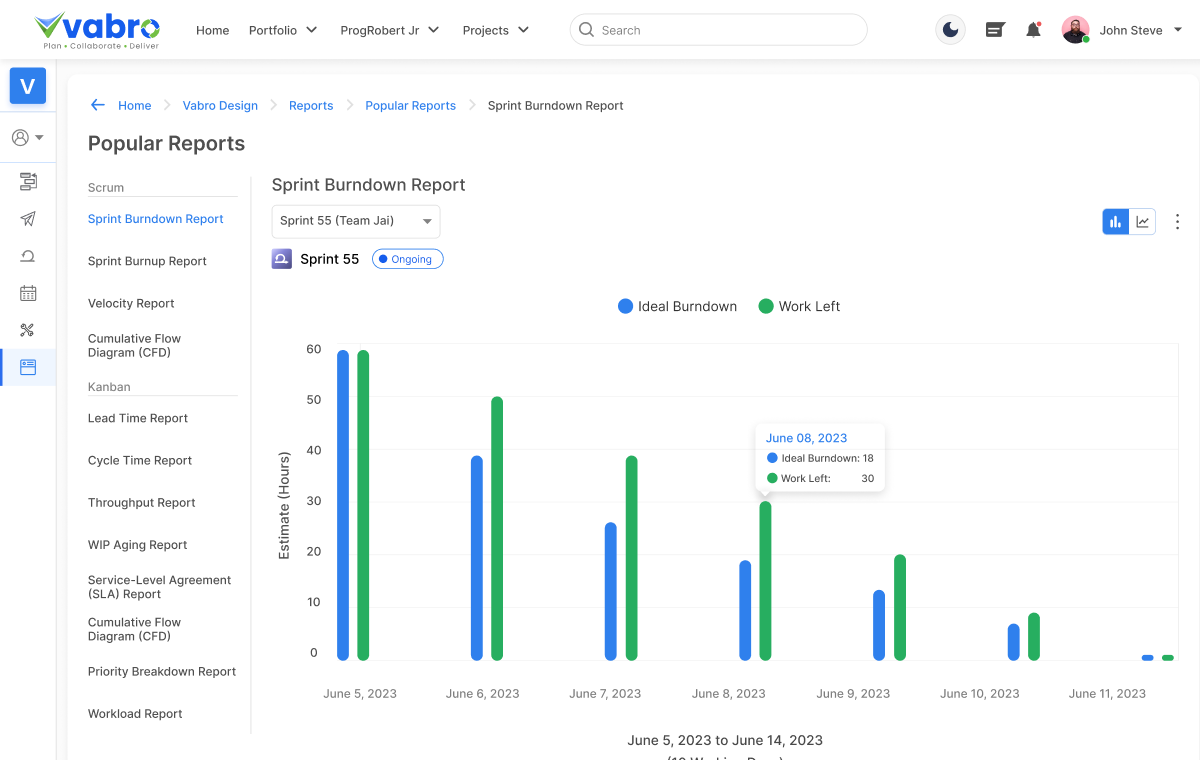 vabro
Plan • Collaborate • Deliver
Home
Portfolio
ProgRobert Jr
Projects
Search
John Steve
V
Home
Vabro Design
Reports
Popular Reports
Sprint Burndown Report
Popular Reports
Scrum
Sprint Burndown Report
Sprint Burnup Report
Velocity Report
Cumulative Flow
Diagram (CFD)
Kanban
Lead Time Report
Cycle Time Report
Throughput Report
WIP Aging Report
Service-Level Agreement
(SLA) Report
Cumulative Flow
Diagram (CFD)
Priority Breakdown Report
Workload Report
Sprint Burndown Report
Sprint 55 (Team Jai)
Sprint 55
Ongoing
Ideal Burndown
Work Left
Estimate (Hours)
60
50
40
30
20
10
0
June 08, 2023
Ideal Burndown: 18
Work Left: 30
June 5, 2023
June 6, 2023
June 7, 2023
June 8, 2023
June 9, 2023
June 10, 2023
June 11, 2023
June 5, 2023 to June 14, 2023